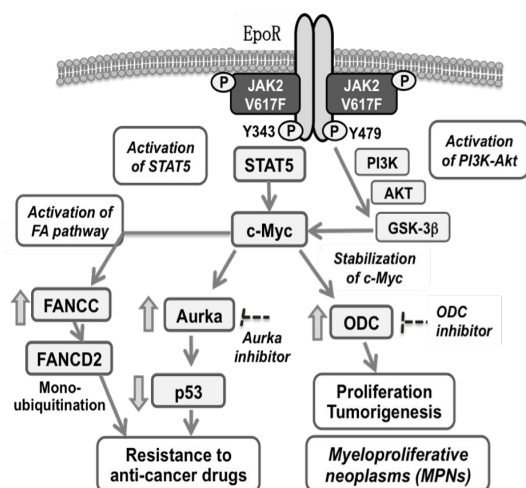 EpoR
P
JAK2
V617F
JAK2
V617F
P
Y343
P
P
Y479
Activation
of STAT5
STAT5
PI3K
AKT
GSK-3β
Activation
of PI3K-Akt
Activation of
FA pathway
c-Myc
Stabilization
of c-Myc
FANCC
Aurka
Aurka
inhibitor
ODC
ODC
inhibitor
FANCD2
Mono-
ubiquitination
p53
Proliferation
Tumorigenesis
Resistance to
anti-cancer drugs
Myeloproliferative
neoplasms (MPNs)